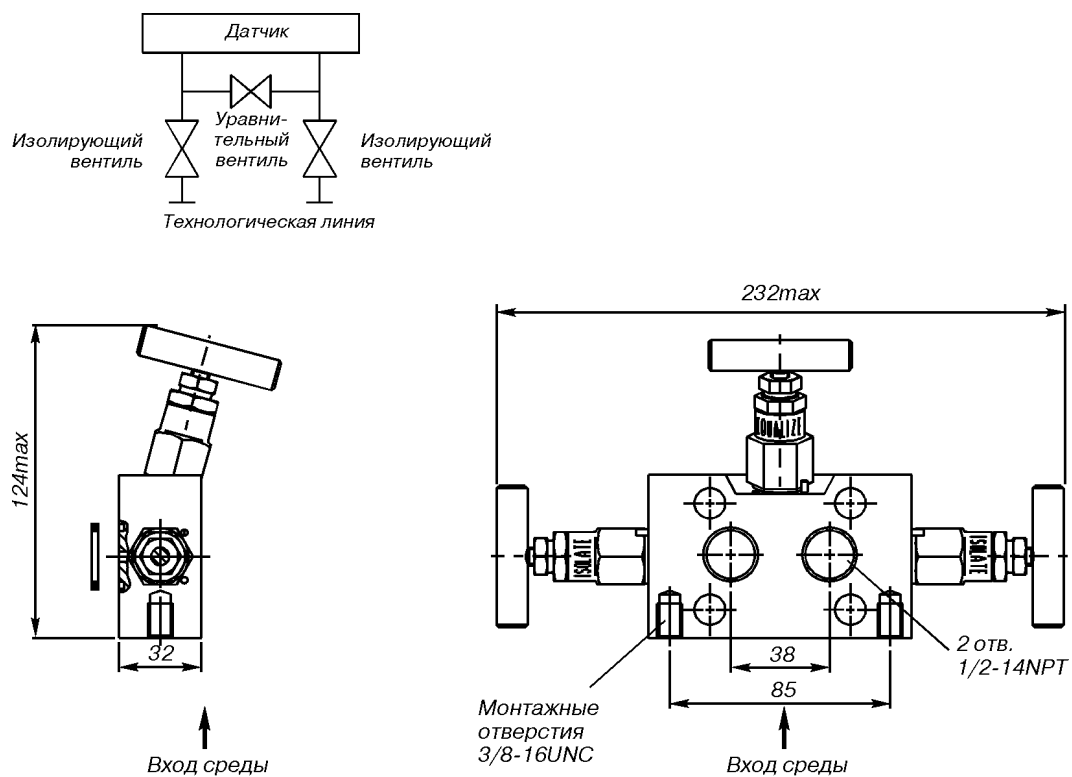 Датчик
Уравни-
тельный
вентиль
Изолирующий
вентиль
Изолирующий
вентиль
Технологическая линия
124max
32
Вход среды
232max
EQUALIZE
ISOLATE
ISOLATE
38
85
2 отв.
1/2-14NPT
Монтажные
отверстия
3/8-16UNC
Вход среды